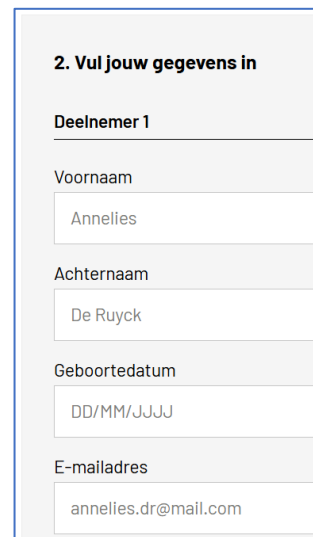 2. Vul jouw gegevens in
Deelnemer 1
Voornaam
Annelies
Achternaam
De Ruyck
Geboortedatum
DD/MM/JJJJ
E-mailadres
annelies.dr@mail.com